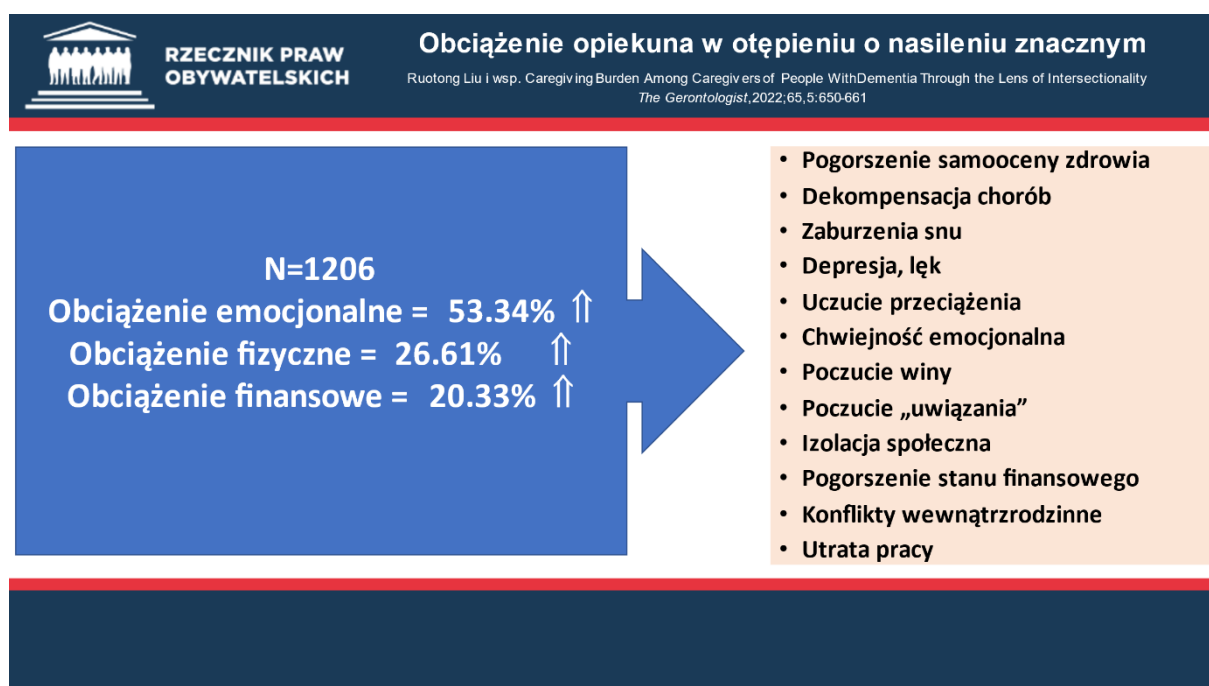 RZECZNIK PRAW
OBYWATELSKICH
Obciążenie opiekuna w otępieniu o nasileniu znacznym
Ruotong Liu i wsp. Caregiving Burden Among Caregivers of People WithDementia Through the Lens of Intersectionality
The Gerontologist,2022;65,5:650-661
N=1206
Obciążenie emocjonalne = 53.34% ⇑
Obciążenie fizyczne = 26.61% ⇑
Obciążenie finansowe = 20.33% ⇑
• Pogorszenie samooceny zdrowia
• Dekompensacja chorób
• Zaburzenia snu
• Depresja, lęk
• Uczucie przeciążenia
• Chwiejność emocjonalna
• Poczucie winy
• Poczucie „uwiązania”
• Izolacja społeczna
• Pogorszenie stanu finansowego
• Konflikty wewnątrzrodzinne
• Utrata pracy